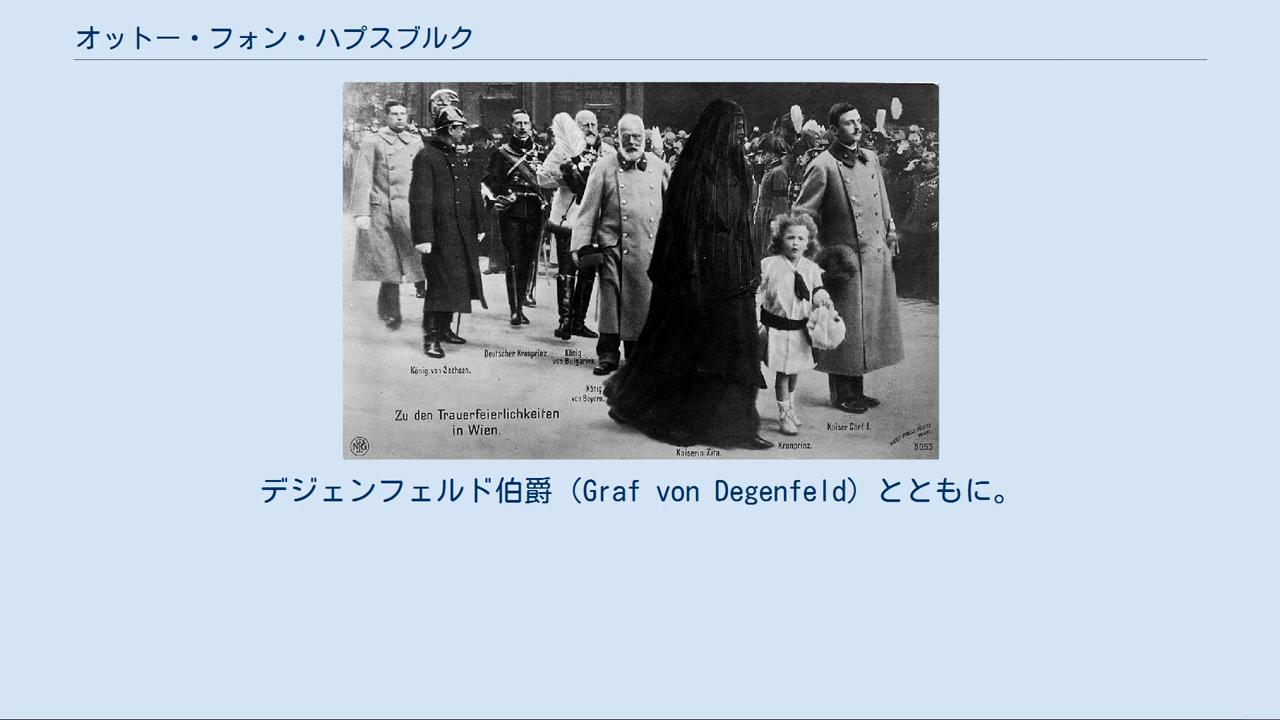 オットー・フォン・ハプスブルク
Deutscher Kronprinz.
König
von Bulgarien.
König von Sachsen.
König
von Bayern.
Zu den Trauerfeierlichkeiten
in Wien.
Kaiser Carl I.
Kronprinz.
Kaiserin Zita.
NPG
5053
デジェンフェルド伯爵（Graf von Degenfeld）とともに。